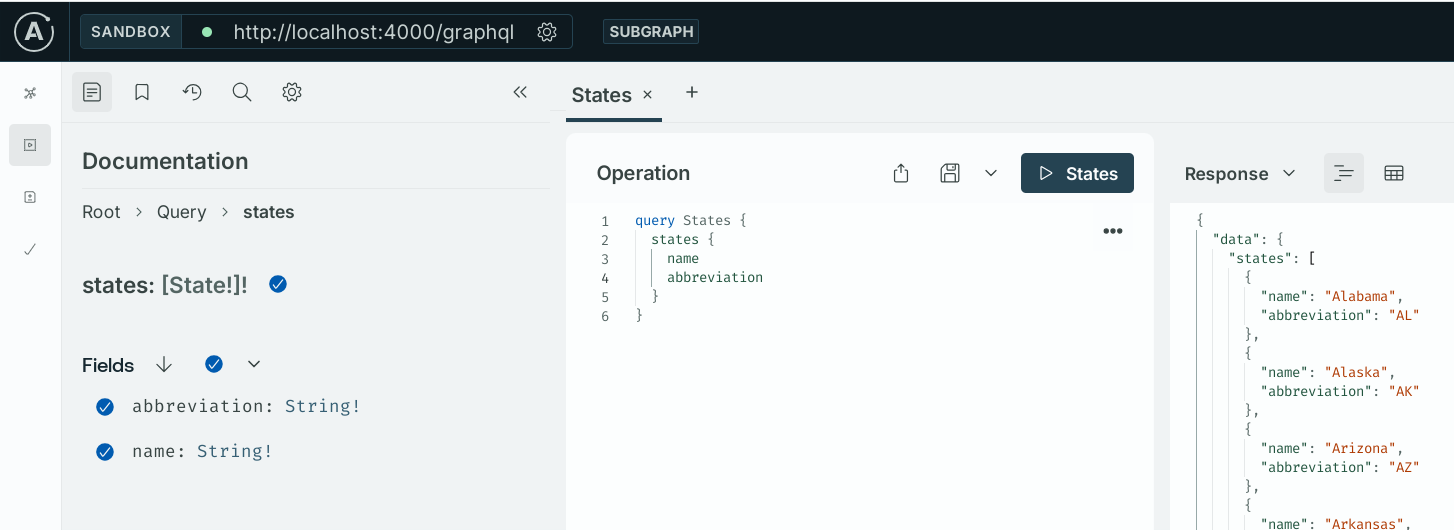 SANDBOX http://localhost:4000/graphql SUBGRAPH
Documentation
Root > Query > states
states: [State!]!
Fields
abbreviation: String!
name: String!
States × +
Operation
States
1 query States {
2 states {
3 name
4 abbreviation
5 }
6 }
Response
{
"data": {
"states": [
{
"name": "Alabama",
"abbreviation": "AL"
},
{
"name": "Alaska",
"abbreviation": "AK"
},
{
"name": "Arizona",
"abbreviation": "AZ"
},
{
"name": "Arkansas",